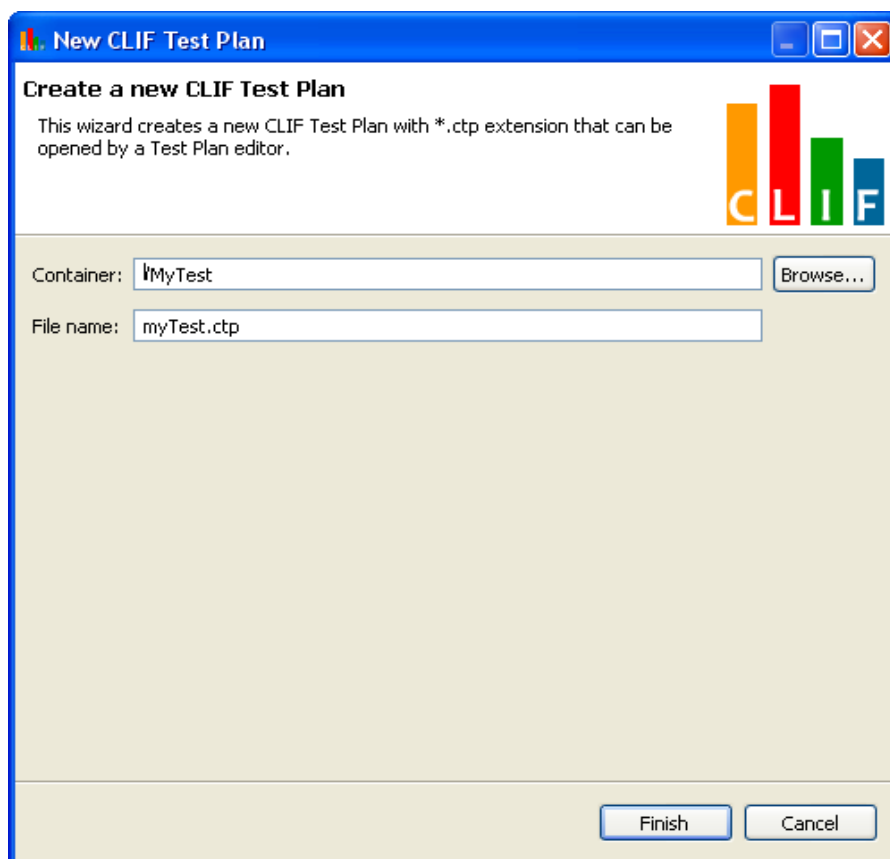 New CLIF Test Plan
Create a new CLIF Test Plan
This wizard creates a new CLIF Test Plan with *.ctp extension that can be
opened by a Test Plan editor.
CLIF
Container: /MyTest Browse...
File name: myTest.ctp
Finish Cancel